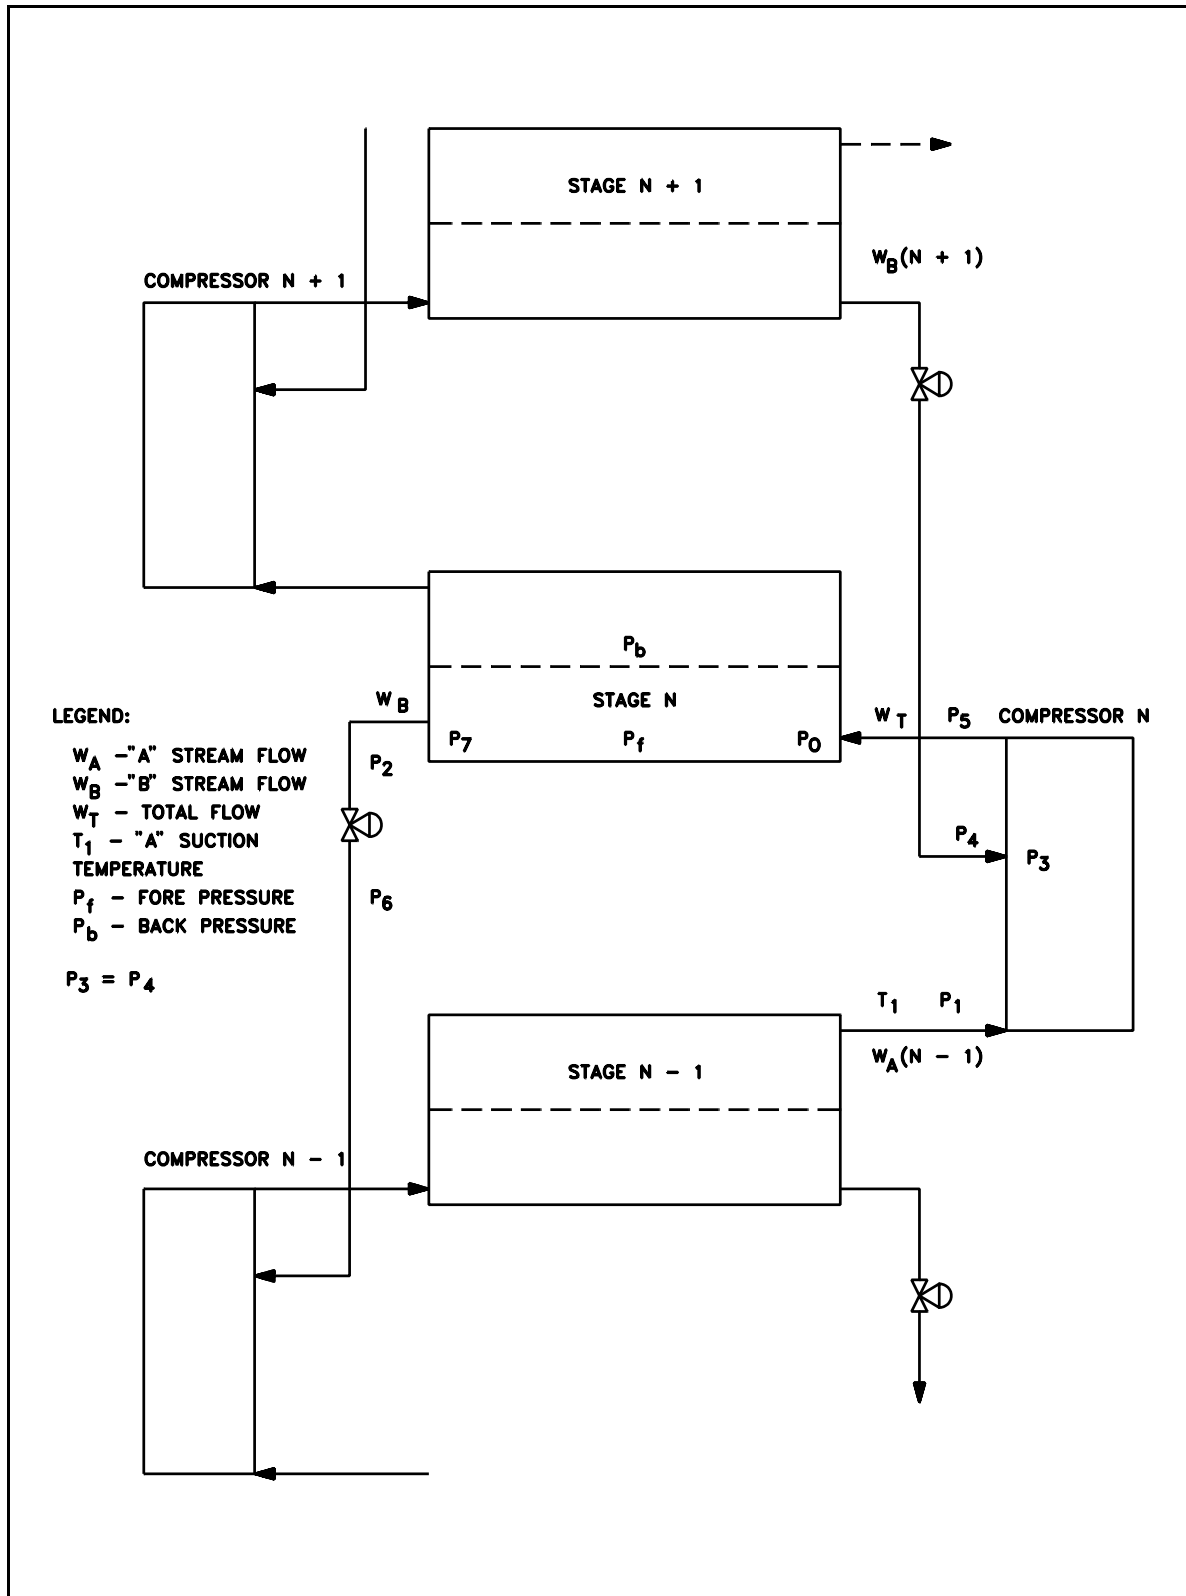 STAGE N + 1
W_B(N + 1)
COMPRESSOR N + 1
P_b
STAGE N
W_B
P_7
P_f
P_0
W_T
P_5
COMPRESSOR N
P_2
P_4
P_3
P_6
LEGEND:
W_A -"A" STREAM FLOW
W_B -"B" STREAM FLOW
W_T - TOTAL FLOW
T_1 - "A" SUCTION
TEMPERATURE
P_f - FORE PRESSURE
P_b - BACK PRESSURE
P_3 = P_4
T_1
P_1
W_A(N - 1)
STAGE N - 1
COMPRESSOR N - 1